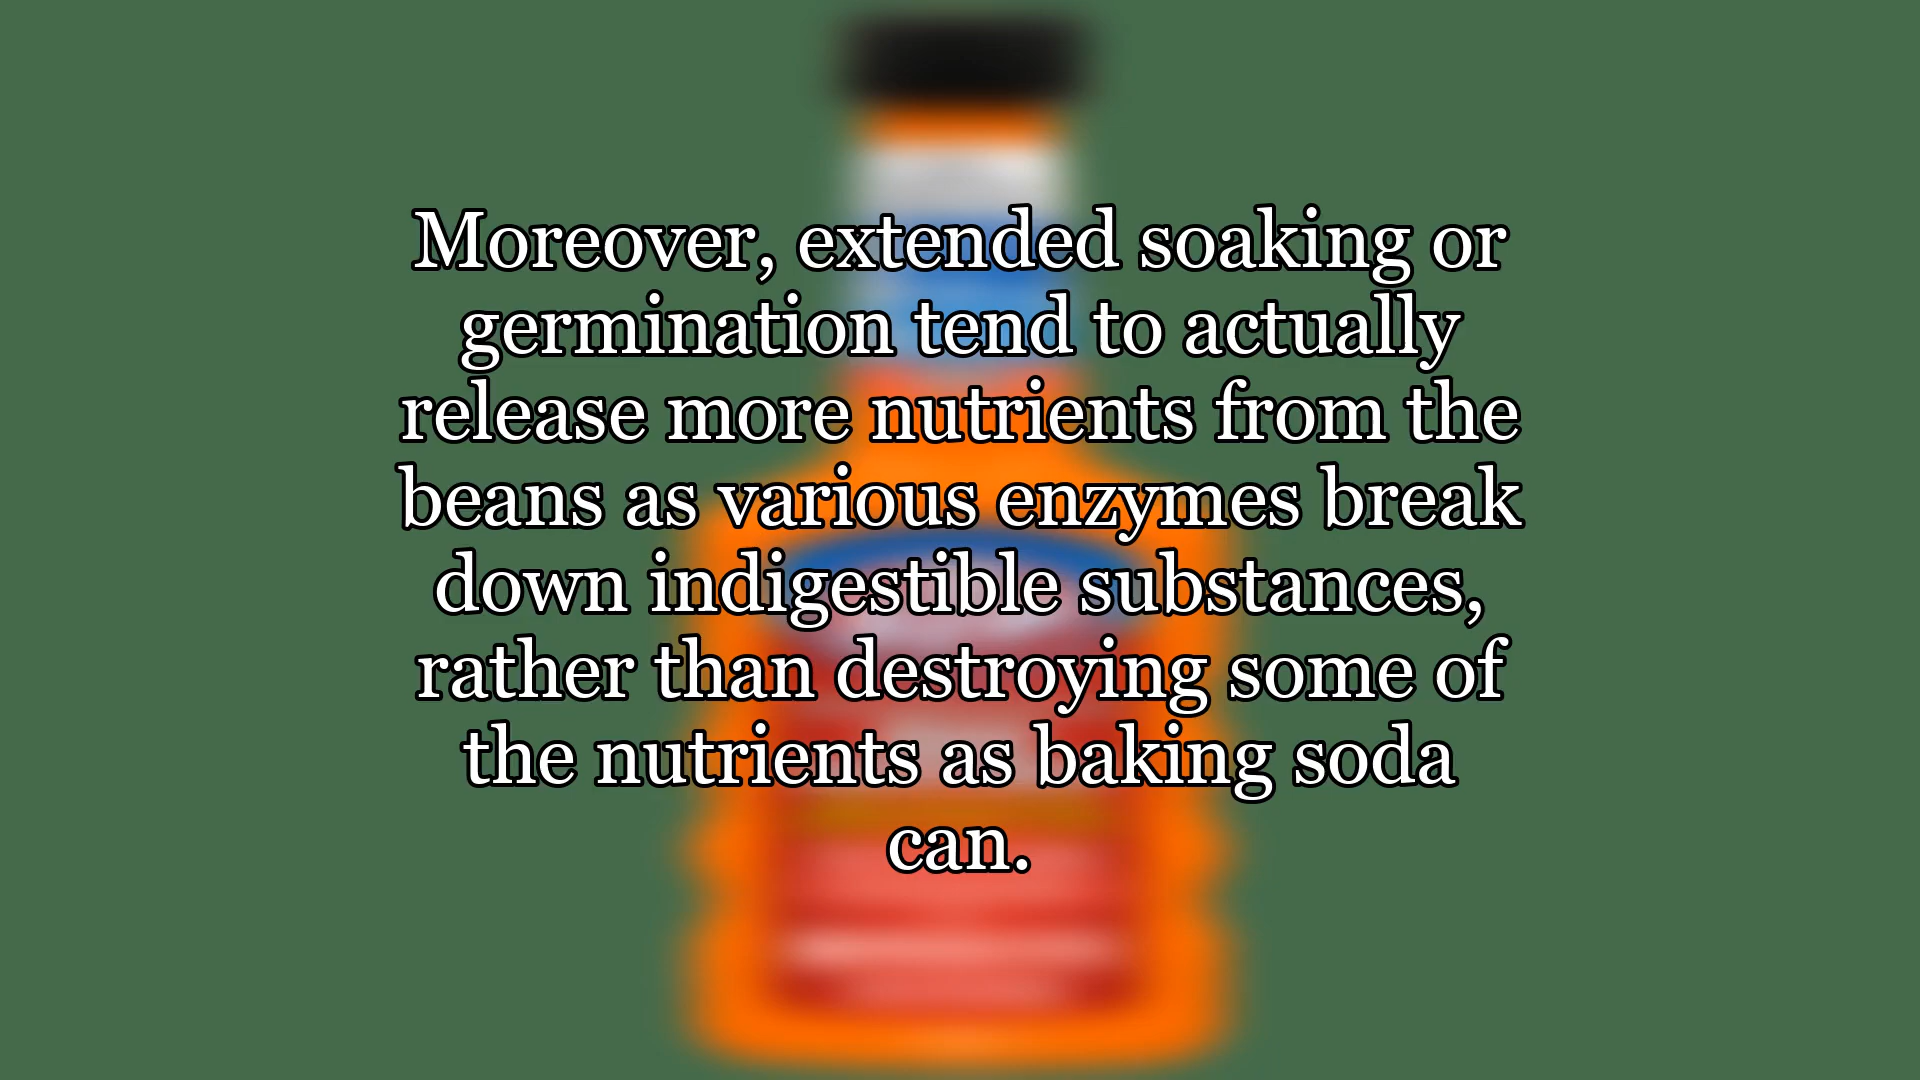 Moreover, extended soaking or
germination tend to actually
release more nutrients from the
beans as various enzymes break
down indigestible substances,
rather than destroying some of
the nutrients as baking soda
can.